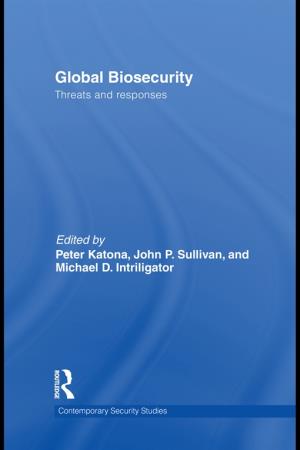 Global Biosecurity
Threats and responses
Edited by
Peter Katona, John P. Sullivan, and
Michael D. Intriligator
ROUTLEDGE
Contemporary Security Studies